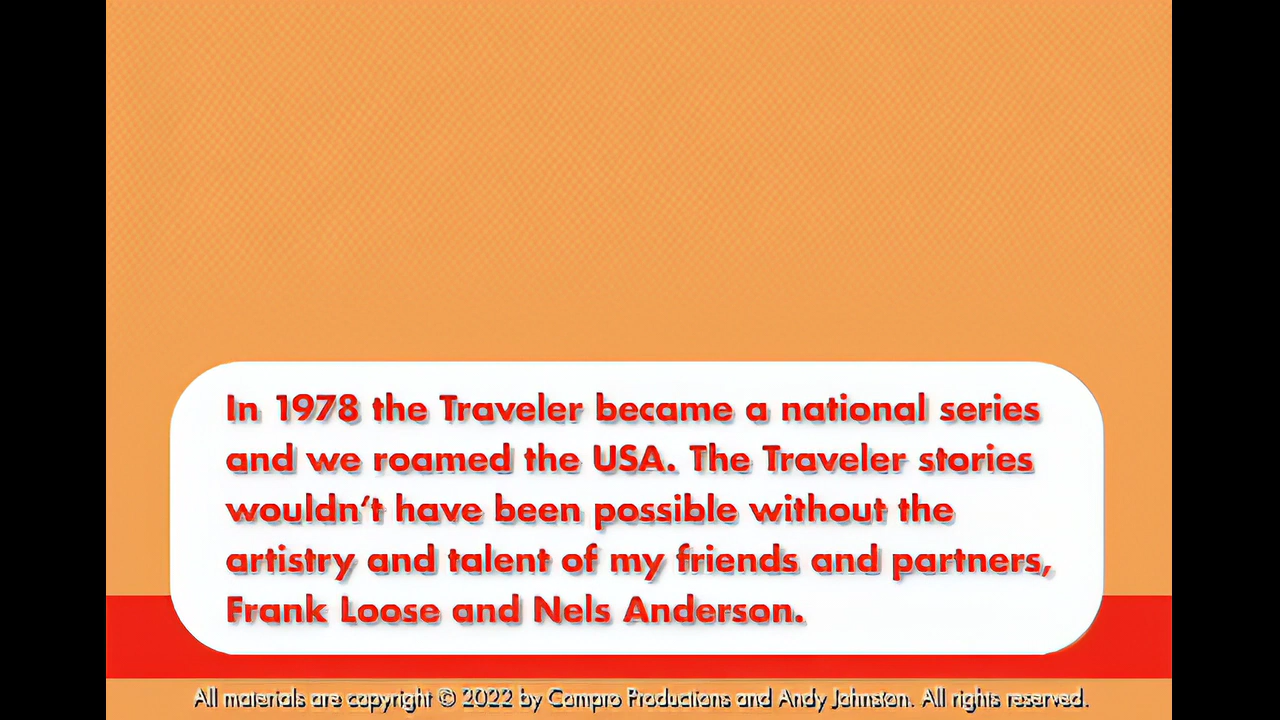 In 1978 the Traveler became a national series
and we roamed the USA. The Traveler stories
wouldn't have been possible without the
artistry and talent of my friends and partners,
Frank Loose and Nels Anderson.
All materials are copyright © 2022 by Compro Productions and Andy Johnston. All rights reserved.